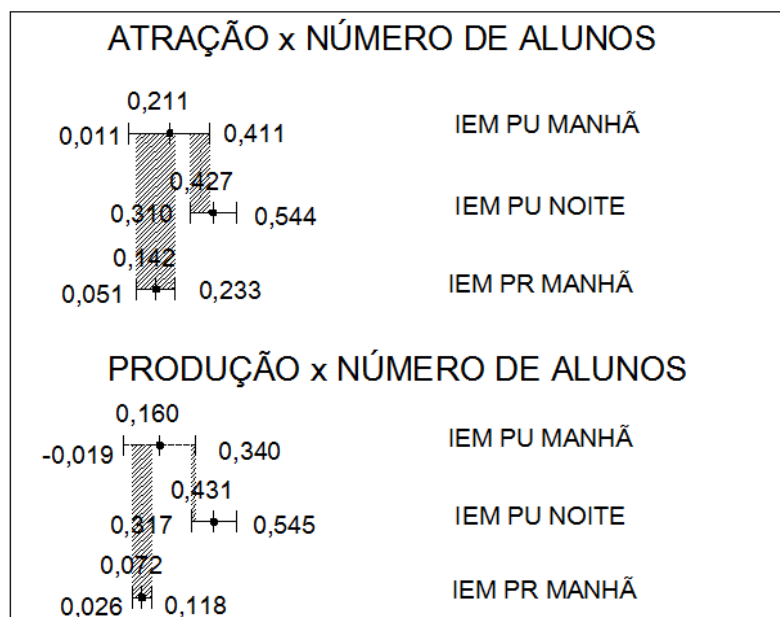 ATRAÇÃO x NÚMERO DE ALUNOS
0,211
0,011 0,411 IEM PU MANHÃ
0,427
0,310 0,544 IEM PU NOITE
0,142
0,051 0,233 IEM PR MANHÃ
PRODUÇÃO x NÚMERO DE ALUNOS
0,160
-0,019 0,340 IEM PU MANHÃ
0,431
0,317 0,545 IEM PU NOITE
0,072
0,026 0,118 IEM PR MANHÃ